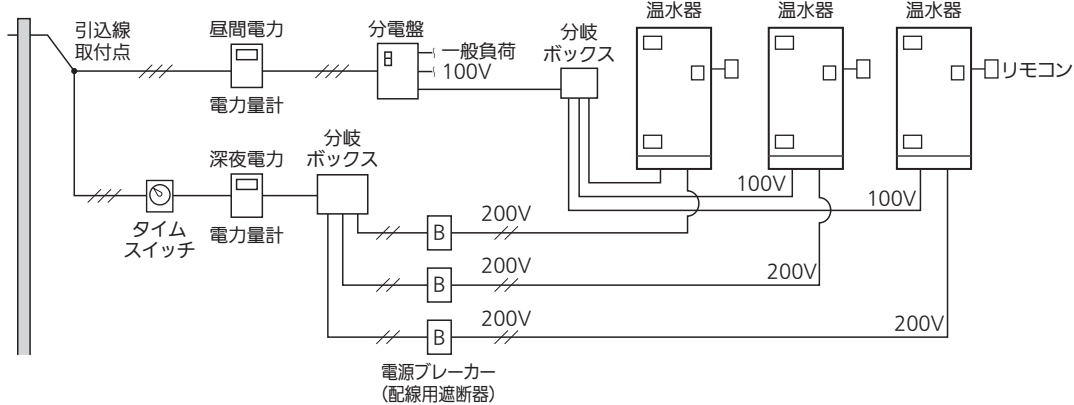 引込線
取付点
昼間電力
電力量計
分電盤
一般負荷
100V
分岐
ボックス
温水器
温水器
温水器
リモコン
深夜電力
電力量計
分岐
ボックス
タイム
スイッチ
100V
100V
200V
B
200V
B
200V
200V
B
200V
200V
電源ブレーカー
(配線用遮断器)